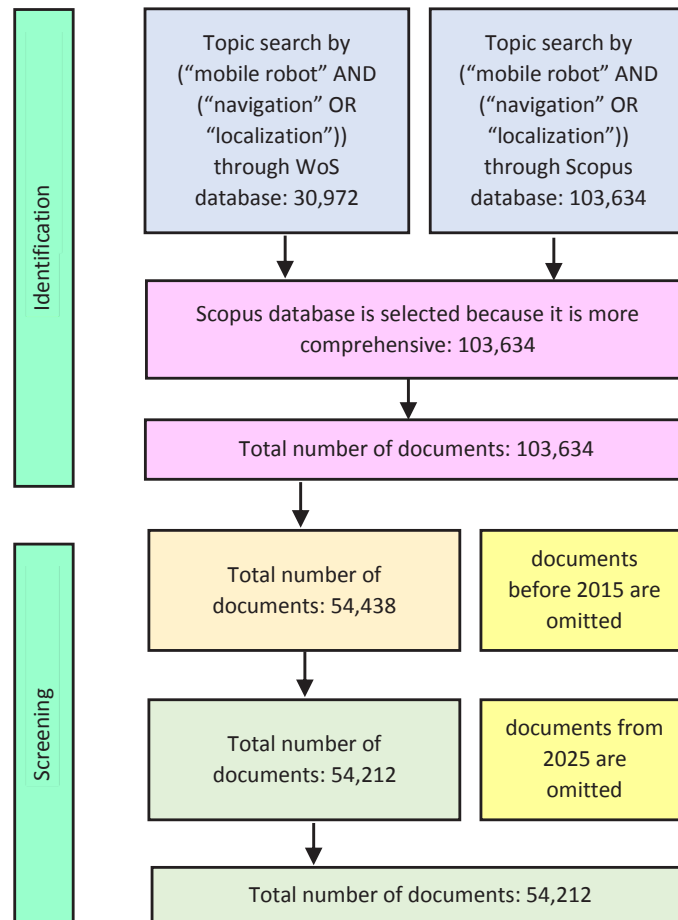 Identification
Topic search by
(“mobile robot” AND
(“navigation” OR
“localization”))
through WoS
database: 30,972
Topic search by
(“mobile robot” AND
(“navigation” OR
“localization”))
through Scopus
database: 103,634
Scopus database is selected because it is more
comprehensive: 103,634
Total number of documents: 103,634
Screening
Total number of
documents: 54,438
documents
before 2015 are
omitted
Total number of
documents: 54,212
documents from
2025 are
omitted
Total number of documents: 54,212